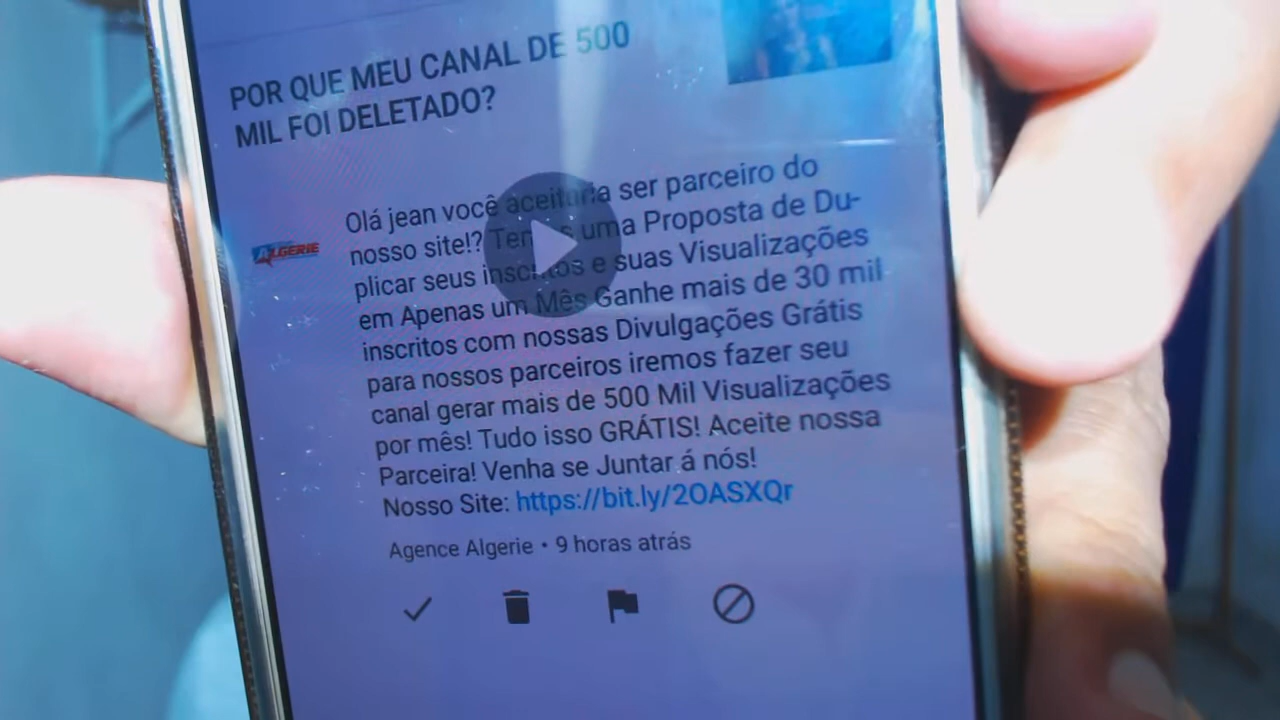 POR QUE MEU CANAL DE 500
MIL FOI DELETADO?
ALGERIE
Olá jean você aceitaria ser parceiro do
nosso site!? Temos uma Proposta de Du-
plicar seus inscritos e suas Visualizações
em Apenas um Mês Ganhe mais de 30 mil
inscritos com nossas Divulgações Grátis
para nossos parceiros iremos fazer seu
canal gerar mais de 500 Mil Visualizações
por mês! Tudo isso GRÁTIS! Aceite nossa
Parceira! Venha se Juntar á nós!
Nosso Site: https://bit.ly/2OASXQr
Agence Algerie • 9 horas atrás